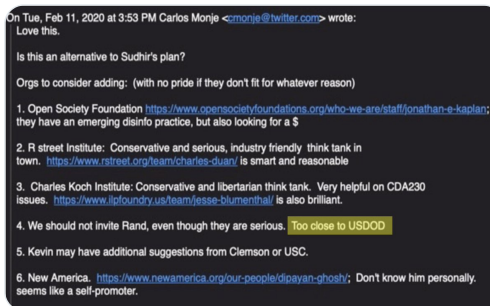 On Tue, Feb 11, 2020 at 3:53 PM Carlos Monje <cmonje@twitter.com> wrote:
Love this.
Is this an alternative to Sudhir's plan?
Orgs to consider adding: (with no pride if they don't fit for whatever reason)
1. Open Society Foundation https://www.opensocietyfoundations.org/who-we-are/staff/jonathan-e-kaplan;
they have an emerging disinfo practice, but also looking for a $
2. R street Institute: Conservative and serious, industry friendly think tank in
town. https://www.rstreet.org/team/charles-duan/ is smart and reasonable
3. Charles Koch Institute: Conservative and libertarian think tank. Very helpful on CDA230
issues. https://www.ilpfoundry.us/team/jesse-blumenthal/ is also brilliant.
4. We should not invite Rand, even though they are serious. Too close to USDOD
5. Kevin may have additional suggestions from Clemson or USC.
6. New America. https://www.newamerica.org/our-people/dipayan-ghosh/; Don't know him personally.
seems like a self-promoter.